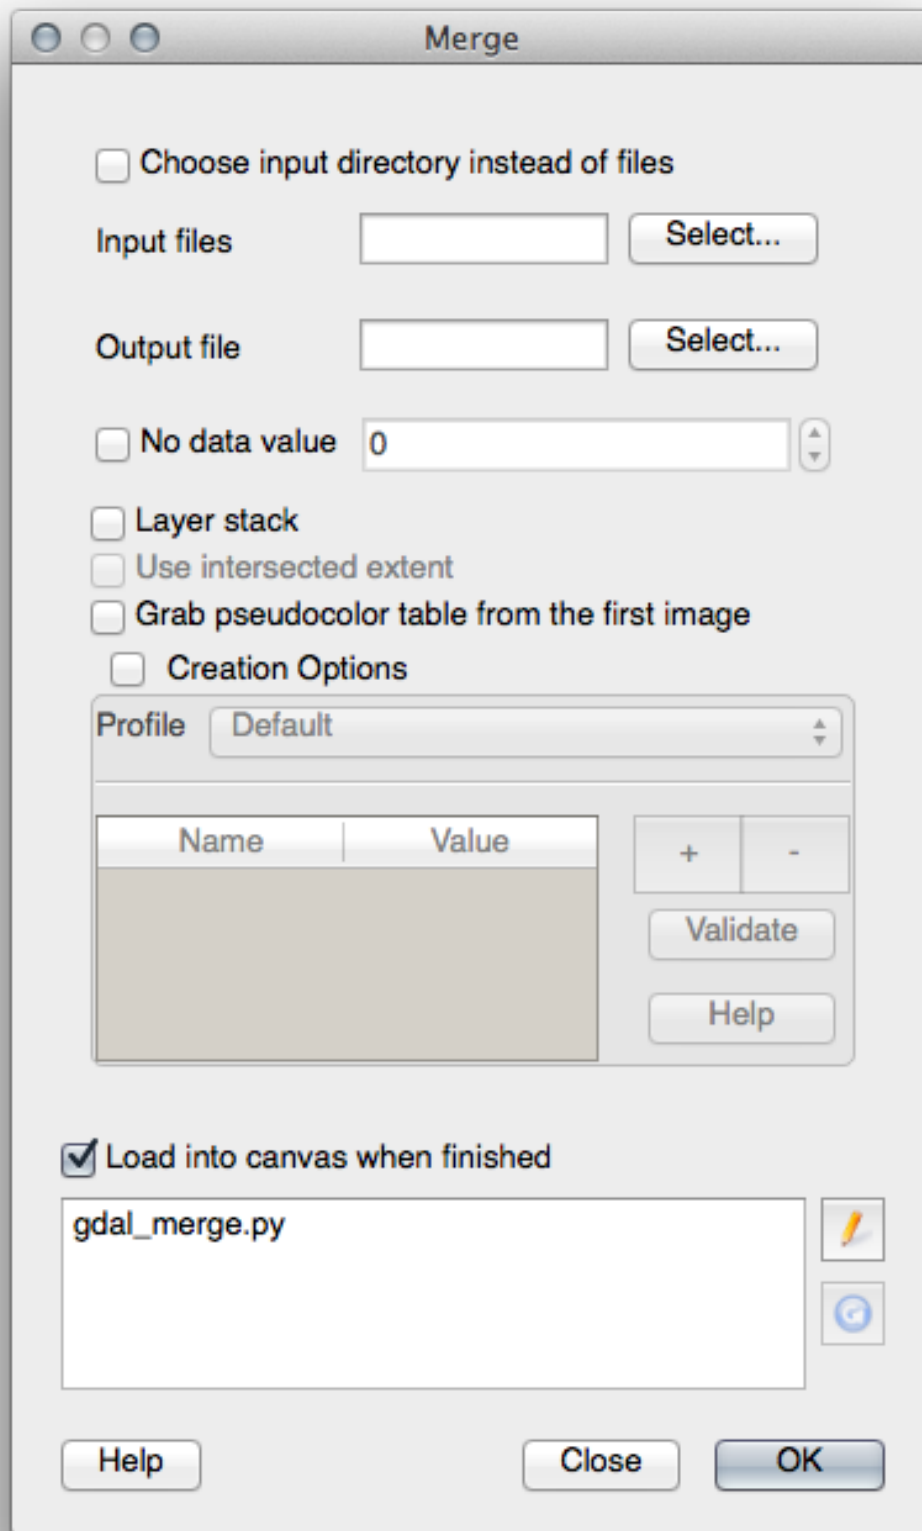 Merge
Choose input directory instead of files
Input files Select...
Output file Select...
No data value 0
Layer stack
Use intersected extent
Grab pseudocolor table from the first image
Creation Options
Profile Default
Name Value + -
Validate
Help
Load into canvas when finished
gdal_merge.py
Help Close OK